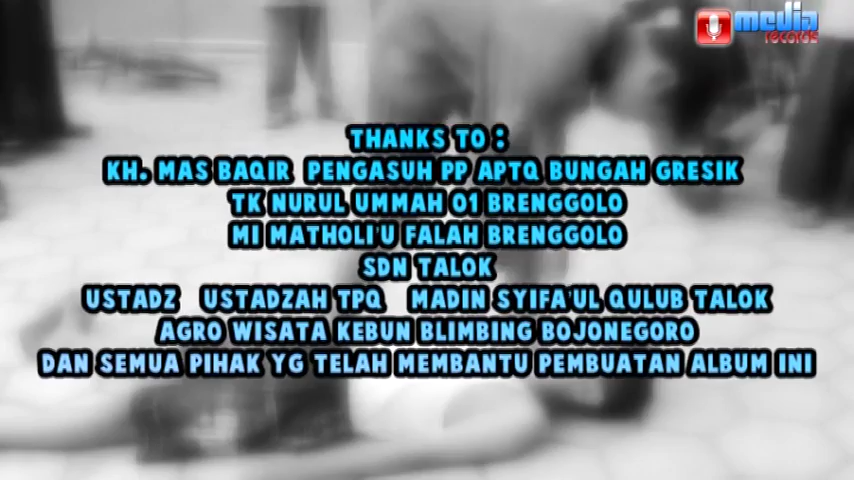 media
records
THANKS TO :
KH. MAS BAQIR PENGASUH PP APTQ BUNGAH GRESIK
TK NURUL UMMAH 01 BRENGGOLO
MI MATHOLI'U FALAH BRENGGOLO
SDN TALOK
USTADZ USTADZAH TPQ MADIN SYIFA'UL QULUB TALOK
AGRO WISATA KEBUN BLIMBING BOJONEGORO
DAN SEMUA PIHAK YG TELAH MEMBANTU PEMBUATAN ALBUM INI